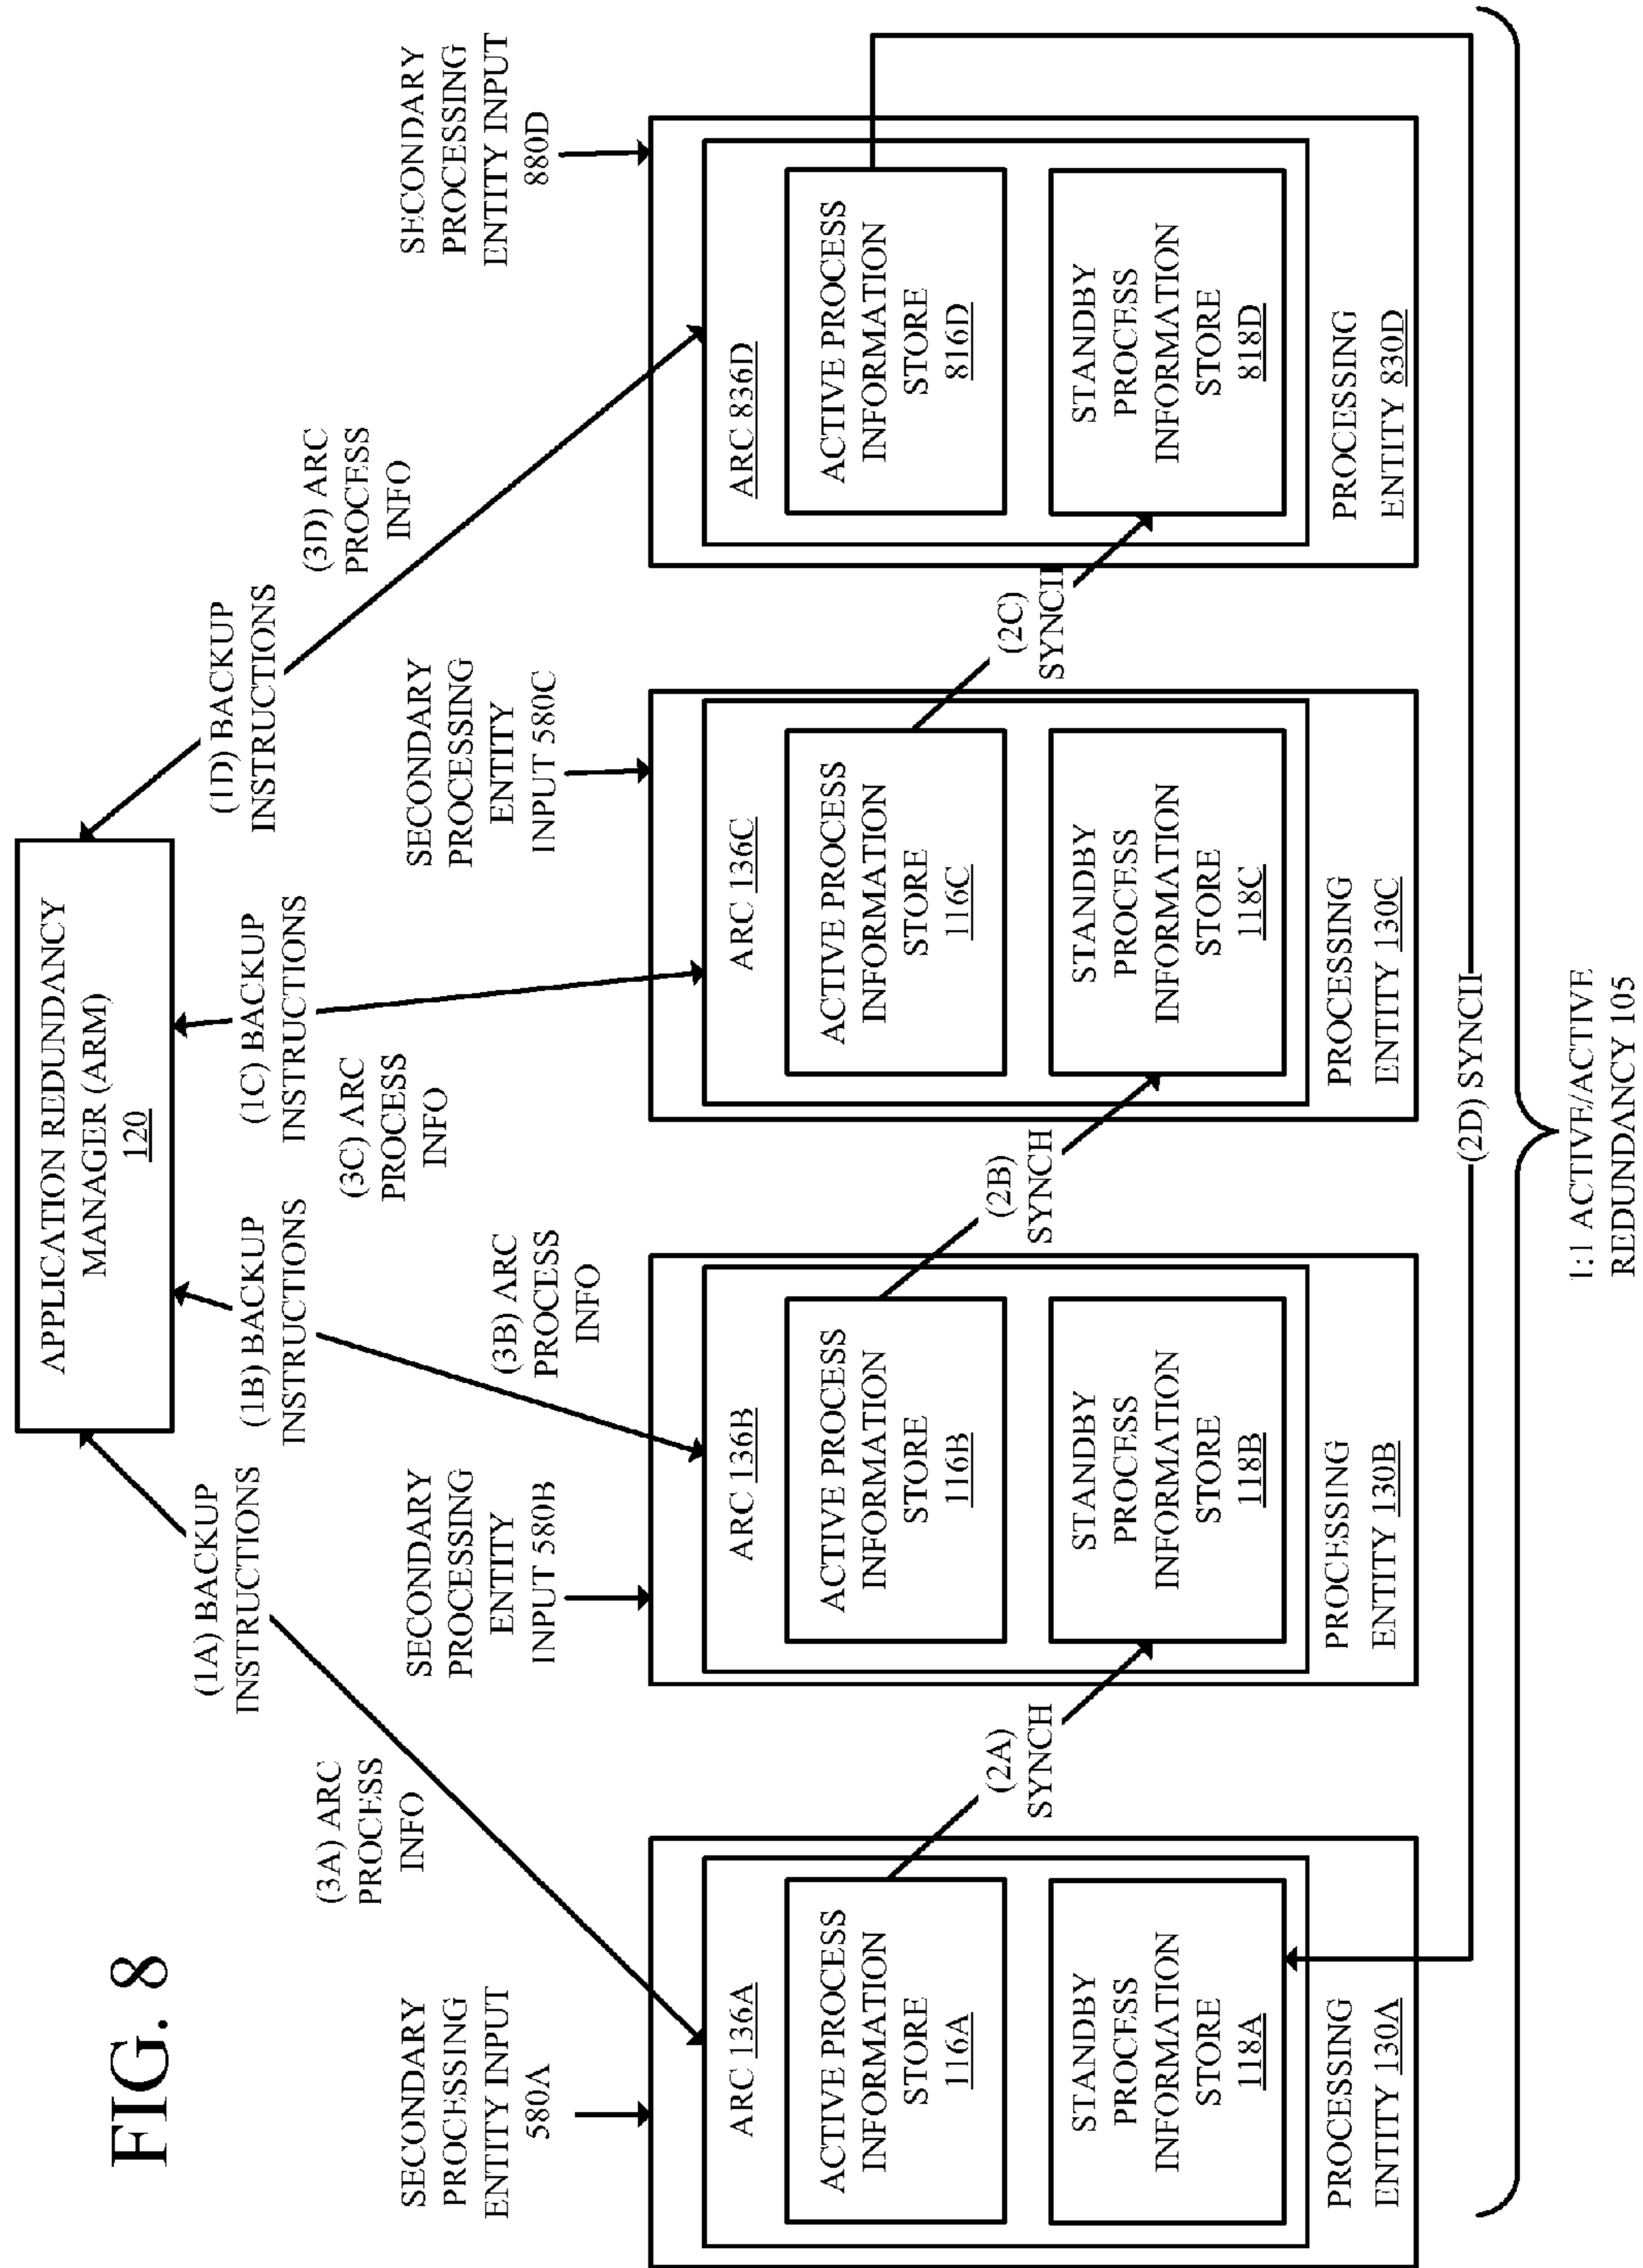 FIG. 8
APPLICATION REDUNDANCY
MANAGER (ARM)
120
(1A) BACKUP
INSTRUCTIONS
(1B) BACKUP
INSTRUCTIONS
(1C) BACKUP
INSTRUCTIONS
(1D) BACKUP
INSTRUCTIONS
(3A) ARC
PROCESS
INFO
(3B) ARC
PROCESS
INFO
(3C) ARC
PROCESS
INFO
(3D) ARC
PROCESS
INFO
SECONDARY
PROCESSING
ENTITY INPUT
580A
SECONDARY
PROCESSING
ENTITY
INPUT 580B
SECONDARY
PROCESSING
ENTITY
INPUT 580C
SECONDARY
PROCESSING
ENTITY INPUT
880D
ARC 136A
ACTIVE PROCESS
INFORMATION
STORE
116A
STANDBY
PROCESS
INFORMATION
STORE
118A
PROCESSING
ENTITY 130A
(2A)
SYNCH
ARC 136B
ACTIVE PROCESS
INFORMATION
STORE
116B
STANDBY
PROCESS
INFORMATION
STORE
118B
PROCESSING
ENTITY 130B
(2B)
SYNCH
ARC 136C
ACTIVE PROCESS
INFORMATION
STORE
116C
STANDBY
PROCESS
INFORMATION
STORE
118C
PROCESSING
ENTITY 130C
(2C)
SYNCH
ARC 836D
ACTIVE PROCESS
INFORMATION
STORE
816D
STANDBY
PROCESS
INFORMATION
STORE
818D
PROCESSING
ENTITY 830D
(2D) SYNCH
1:1 ACTIVE/ACTIVE
REDUNDANCY 105